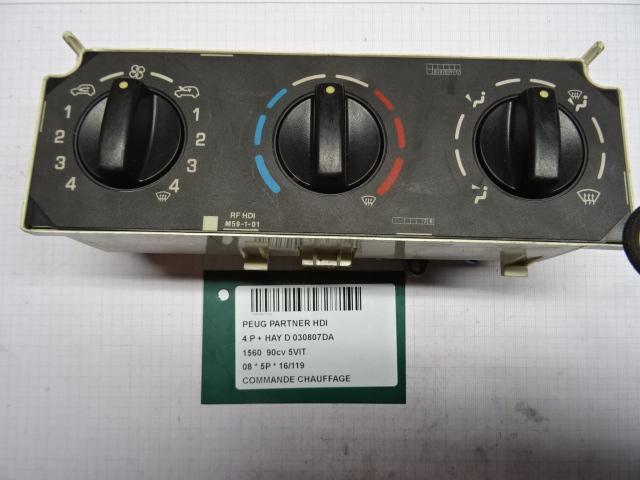 1 1
2 2
3 3
4 4
RF HDI
M59-1-01
PEUG PARTNER HDI
4 P + HAY D 030807DA
1560 90cv 5VIT
08 * 5P * 16/119
COMMANDE CHAUFFAGE